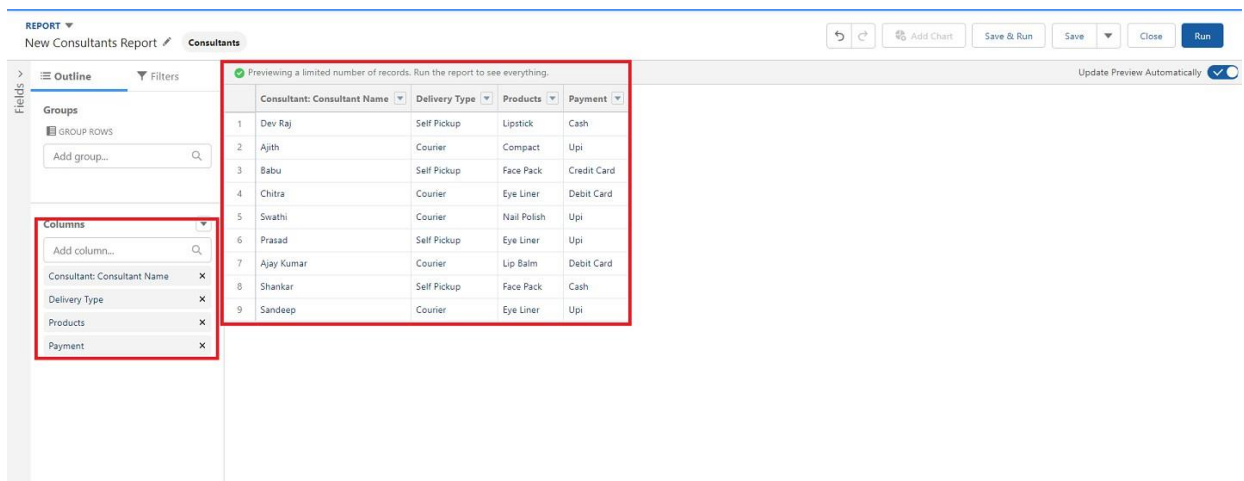 REPORT
New Consultants Report Consultants
Add Chart Save & Run Save Close Run
Fields
Outline Filters
Previewing a limited number of records. Run the report to see everything.
Update Preview Automatically
Groups
GROUP ROWS
Add group...
Columns
Add column...
Consultant: Consultant Name
Delivery Type
Products
Payment
Consultant: Consultant Name Delivery Type Products Payment
1 Dev Raj Self Pickup Lipstick Cash
2 Ajith Courier Compact Upi
3 Babu Self Pickup Face Pack Credit Card
4 Chitra Courier Eye Liner Debit Card
5 Swathi Courier Nail Polish Upi
6 Prasad Self Pickup Eye Liner Upi
7 Ajay Kumar Courier Lip Balm Debit Card
8 Shankar Self Pickup Face Pack Cash
9 Sandeep Courier Eye Liner Upi